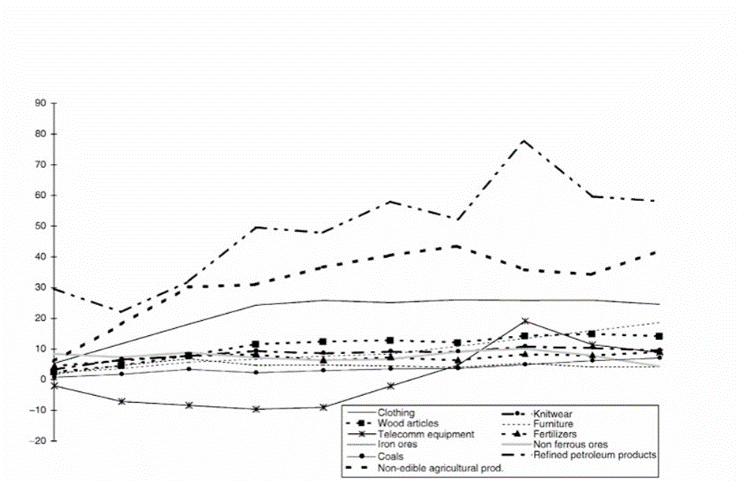 90
80
70
60
50
40
30
20
10
0
–10
–20
Clothing
Wood articles
Telecomm equipment
Iron ores
Coals
Non-edible agricultural prod.
Knitwear
Furniture
Fertilizers
Non ferrous ores
Refined petroleum products